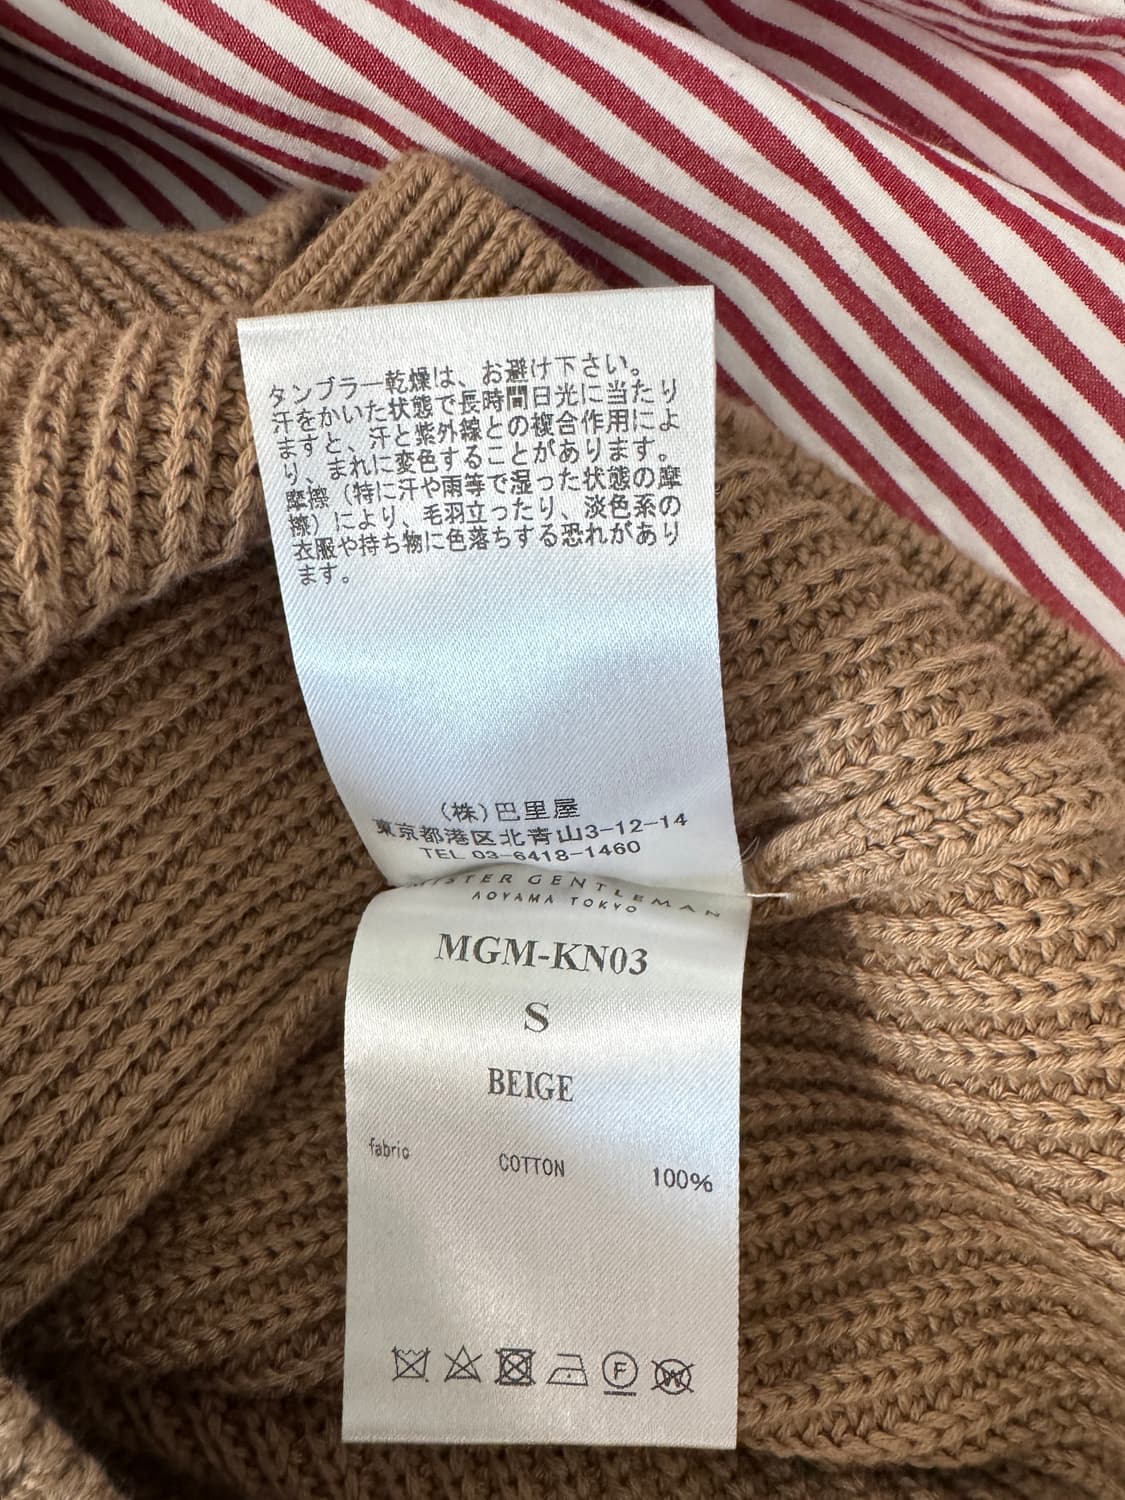 タンブラー乾燥は、お避け下さい。
汗をかいた状態で長時間日光に当たり
ますと、汗と紫外線との複合作用によ
り、まれに変色することがあります。
摩擦（特に汗や雨等で湿った状態の摩
擦）により、毛羽立ったり、淡色系の
衣服や持ち物に色落ちする恐れがあり
ます。
(株)巴里屋
東京都港区北青山3-12-14
TEL 03-6418-1460
MISTER GENTLEMAN
AOYAMA TOKYO
MGM-KN03
S
BEIGE
fabric COTTON 100%
F W